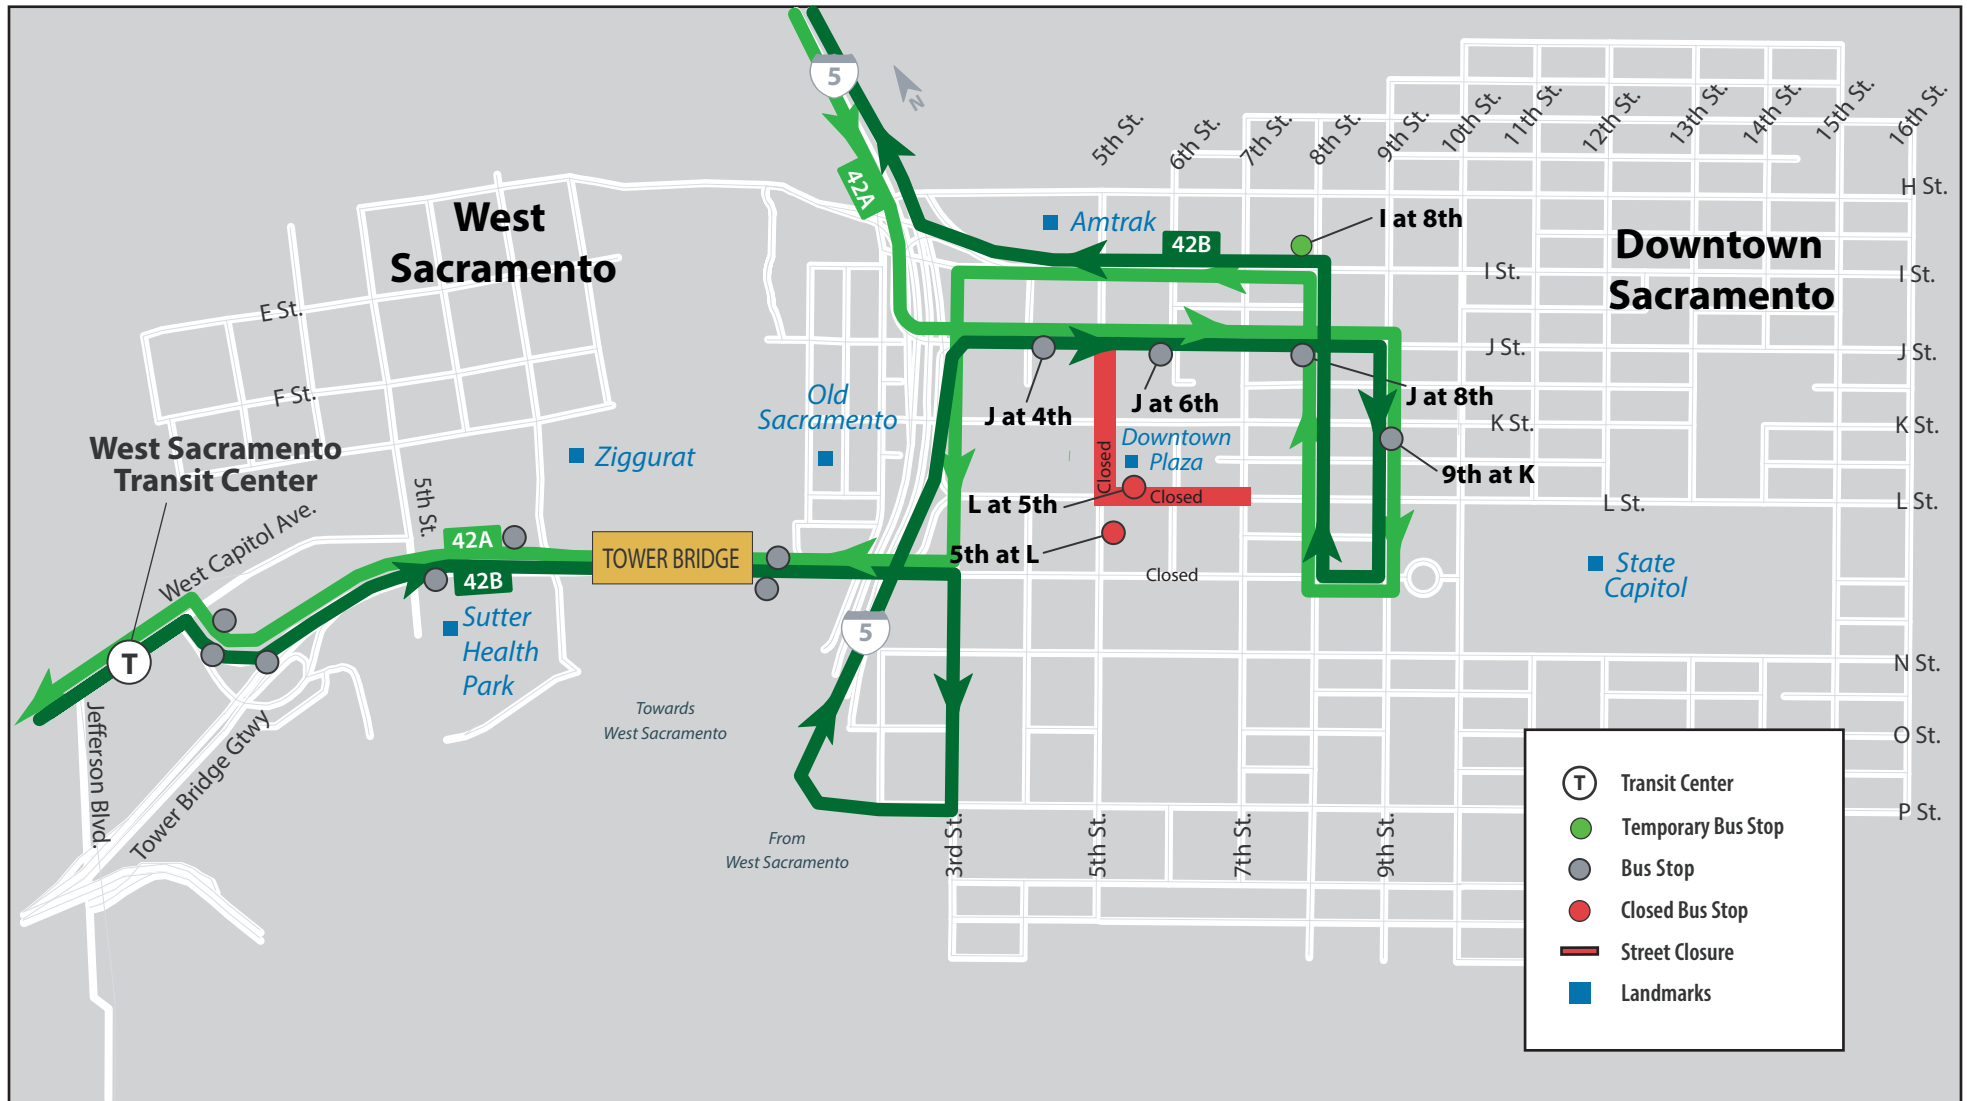 5
N
42A
5th St.
6th St.
7th St.
8th St.
9th St.
10th St.
11th St.
12th St.
13th St.
14th St.
15th St.
16th St.
H St.
West
Sacramento
Amtrak
42B
I at 8th
Downtown
Sacramento
I St.
I St.
E St.
F St.
J St.
J St.
Old
Sacramento
J at 4th
J at 6th
J at 8th
K St.
K St.
Downtown
Plaza
Closed
Closed
9th at K
West Sacramento
Transit Center
Ziggurat
L at 5th
L St.
L St.
5th St.
West Capitol Ave.
42A
42B
TOWER BRIDGE
5th at L
Closed
State
Capitol
Sutter
Health
Park
T
5
N St.
Towards
West Sacramento
Jefferson Blvd.
Tower Bridge Gtwy
O St.
From
West Sacramento
3rd St.
5th St.
7th St.
9th St.
P St.
T
Transit Center
Temporary Bus Stop
Bus Stop
Closed Bus Stop
Street Closure
Landmarks